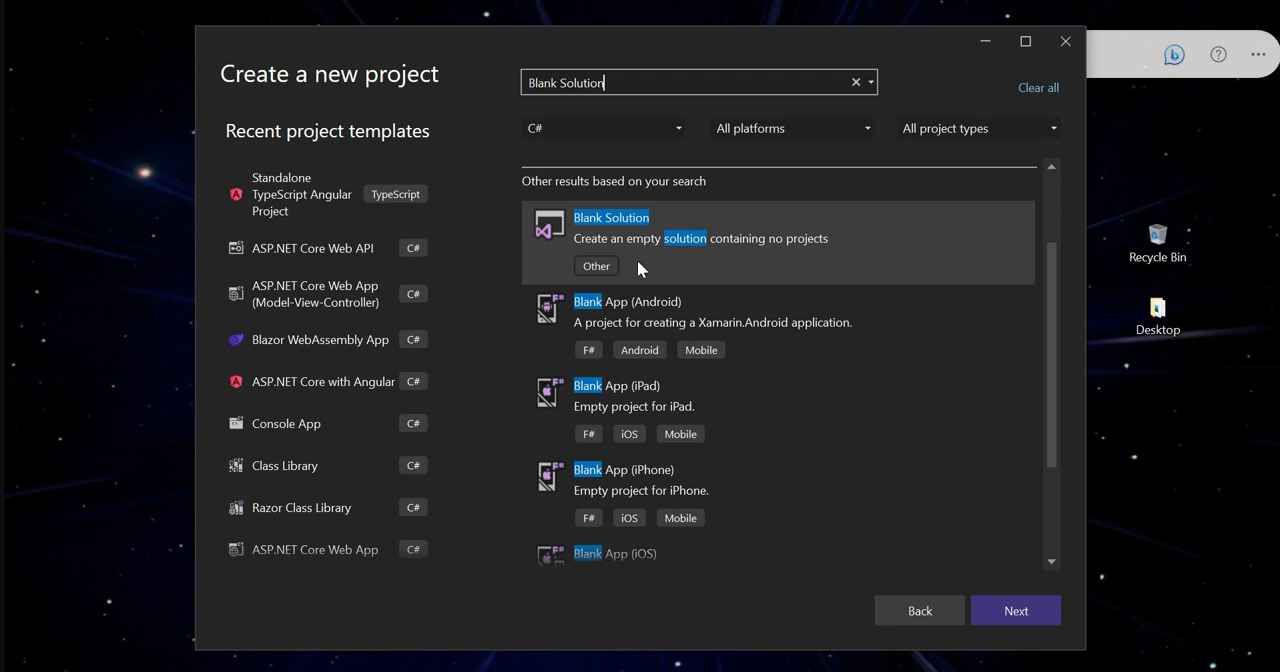 Create a new project
Blank Solution
Clear all
Recent project templates
C#
All platforms
All project types
Standalone
TypeScript Angular
Project
TypeScript
ASP.NET Core Web API
C#
ASP.NET Core Web App
(Model-View-Controller)
C#
Blazor WebAssembly App
C#
ASP.NET Core with Angular
C#
Console App
C#
Class Library
C#
Razor Class Library
C#
ASP.NET Core Web App
C#
Other results based on your search
Blank Solution
Create an empty solution containing no projects
Other
Blank App (Android)
A project for creating a Xamarin.Android application.
F#
Android
Mobile
Blank App (iPad)
Empty project for iPad.
F#
iOS
Mobile
Blank App (iPhone)
Empty project for iPhone.
F#
iOS
Mobile
Blank App (iOS)
Back
Next
Recycle Bin
Desktop